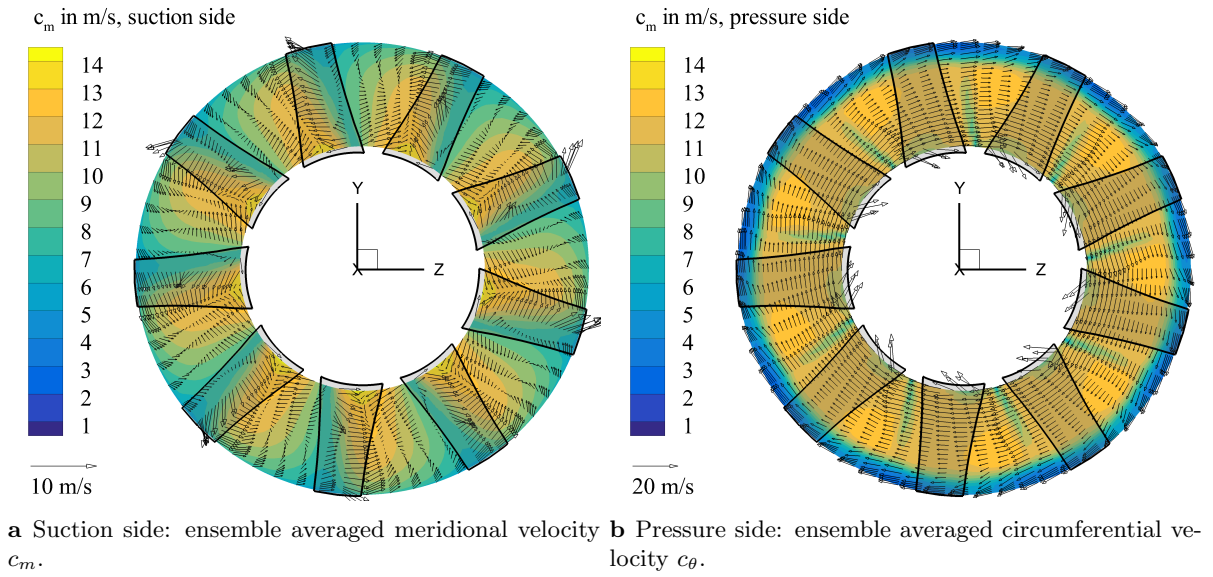 c_m in m/s, suction side
14
13
12
11
10
9
8
7
6
5
4
3
2
1
10 m/s
Y
X
Z
a Suction side: ensemble averaged meridional velocity
c_m.
c_m in m/s, pressure side
14
13
12
11
10
9
8
7
6
5
4
3
2
1
20 m/s
Y
X
Z
b Pressure side: ensemble averaged circumferential ve-
locity c_θ.